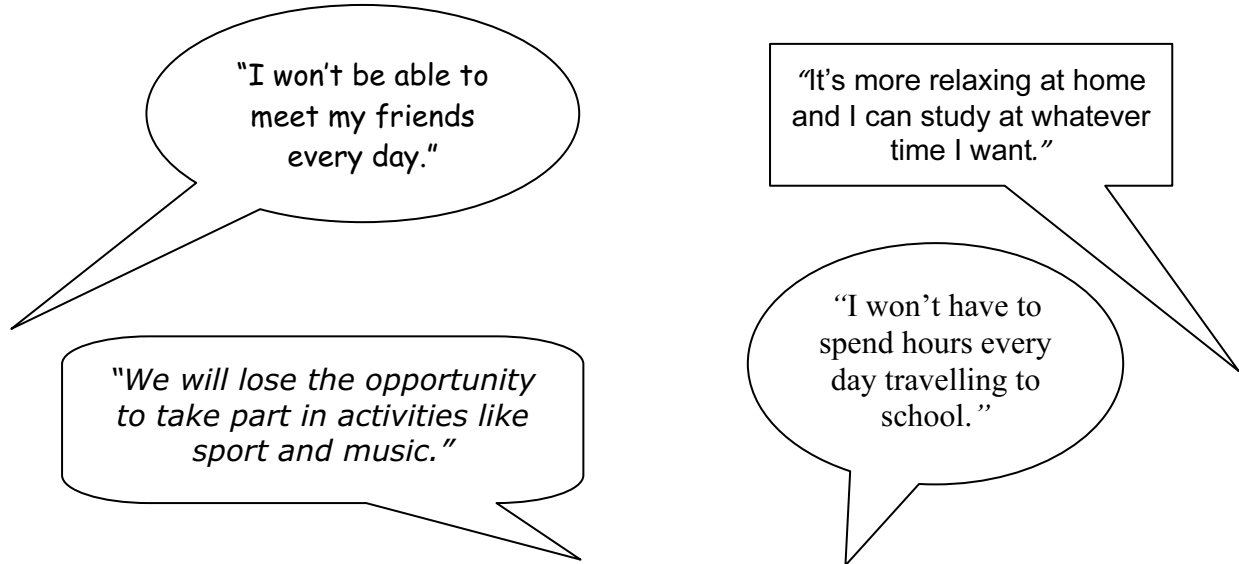 "I won't be able to
meet my friends
every day."
"It's more relaxing at home
and I can study at whatever
time I want."
"We will lose the opportunity
to take part in activities like
sport and music."
"I won't have to
spend hours every
day travelling to
school."